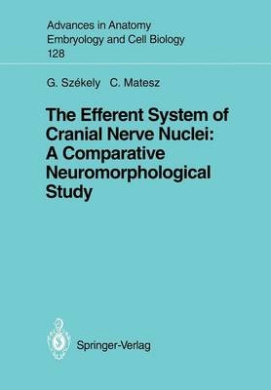 Advances in Anatomy
Embryology and Cell Biology
128
G. Székely C. Matesz
The Efferent System of
Cranial Nerve Nuclei:
A Comparative
Neuromorphological
Study
Springer-Verlag